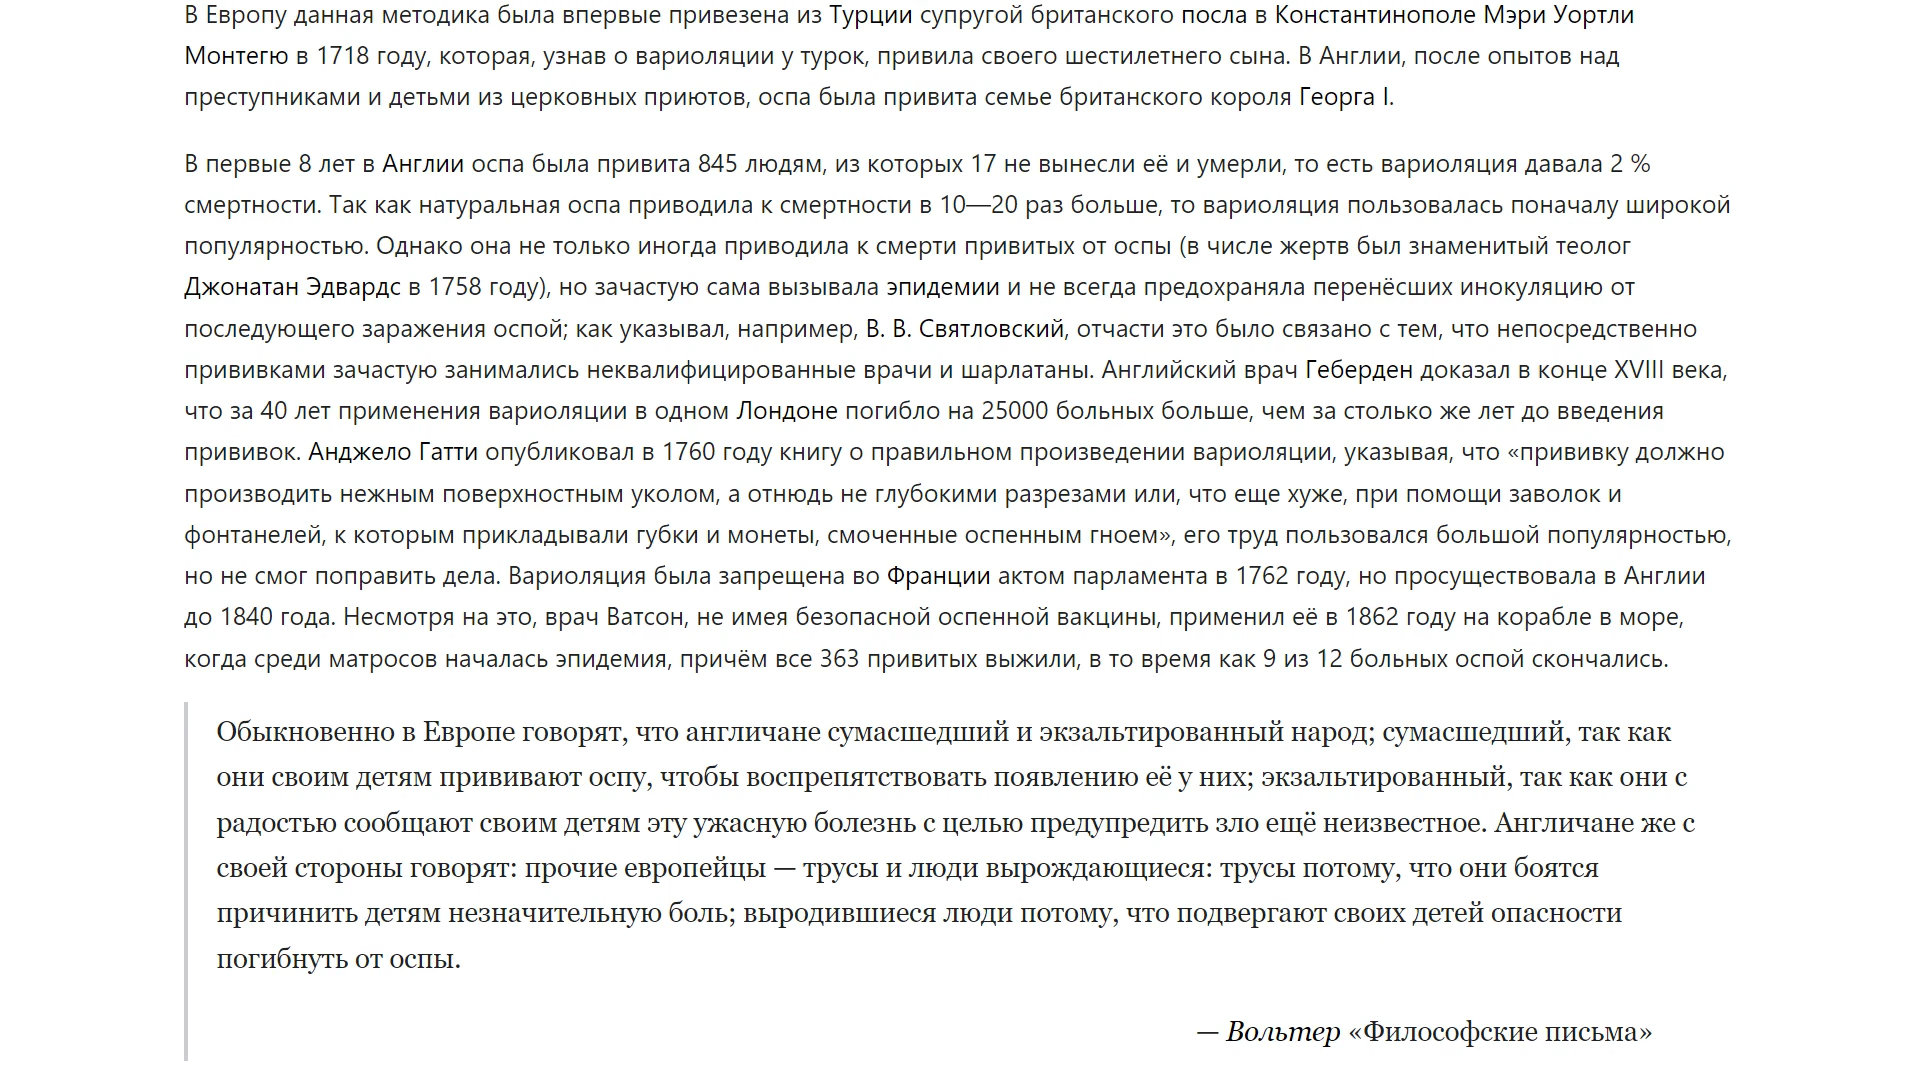 В Европу данная методика была впервые привезена из Турции супругой британского посла в Константинополе Мэри Уортли
Монтегю в 1718 году, которая, узнав о вариоляции у турок, привила своего шестилетнего сына. В Англии, после опытов над
преступниками и детьми из церковных приютов, оспа была привита семье британского короля Георга I.
В первые 8 лет в Англии оспа была привита 845 людям, из которых 17 не вынесли её и умерли, то есть вариоляция давала 2 %
смертности. Так как натуральная оспа приводила к смертности в 10—20 раз больше, то вариоляция пользовалась поначалу широкой
популярностью. Однако она не только иногда приводила к смерти привитых от оспы (в числе жертв был знаменитый теолог
Джонатан Эдвардс в 1758 году), но зачастую сама вызывала эпидемии и не всегда предохраняла перенёсших инокуляцию от
последующего заражения оспой; как указывал, например, В. В. Святловский, отчасти это было связано с тем, что непосредственно
прививками зачастую занимались неквалифицированные врачи и шарлатаны. Английский врач Геберден доказал в конце XVIII века,
что за 40 лет применения вариоляции в одном Лондоне погибло на 25000 больных больше, чем за столько же лет до введения
прививок. Анджело Гатти опубликовал в 1760 году книгу о правильном произведении вариоляции, указывая, что «прививку должно
производить нежным поверхностным уколом, а отнюдь не глубокими разрезами или, что еще хуже, при помощи заволок и
фонтанелей, к которым прикладывали губки и монеты, смоченные оспенным гноем», его труд пользовался большой популярностью,
но не смог поправить дела. Вариоляция была запрещена во Франции актом парламента в 1762 году, но просуществовала в Англии
до 1840 года. Несмотря на это, врач Ватсон, не имея безопасной оспенной вакцины, применил её в 1862 году на корабле в море,
когда среди матросов началась эпидемия, причём все 363 привитых выжили, в то время как 9 из 12 больных оспой скончались.
Обыкновенно в Европе говорят, что англичане сумасшедший и экзальтированный народ; сумасшедший, так как
они своим детям прививают оспу, чтобы воспрепятствовать появлению её у них; экзальтированный, так как они с
радостью сообщают своим детям эту ужасную болезнь с целью предупредить зло ещё неизвестное. Англичане же с
своей стороны говорят: прочие европейцы — трусы и люди вырождающиеся: трусы потому, что они боятся
причинить детям незначительную боль; выродившиеся люди потому, что подвергают своих детей опасности
погибнуть от оспы.
— Вольтер «Философские письма»